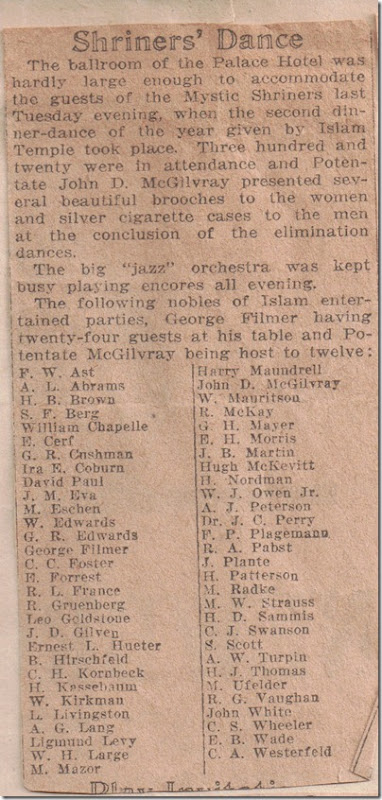 Shriners' Dance
The ballroom of the Palace Hotel was
hardly large enough to accommodate
the guests of the Mystic Shriners last
Tuesday evening, when the second din-
ner-dance of the year given by Islam
Temple took place. Three hundred and
twenty were in attendance and Poten-
tate John D. McGilvray presented sev-
eral beautiful brooches to the women
and silver cigarette cases to the men
at the conclusion of the elimination
dances.
The big "jazz" orchestra was kept
busy playing encores all evening.
The following nobles of Islam enter-
tained parties, George Filmer having
twenty-four guests at his table and Po-
tentate McGilvray being host to twelve:
F. W. Ast
A. L. Abrams
H. B. Brown
S. F. Berg
William Chapelle
E. Cerf
G. R. Cushman
Ira E. Coburn
David Paul
J. M. Eva
M. Eschen
W. Edwards
G. R. Edwards
George Filmer
C. C. Foster
E. Forrest
R. L. France
R. Gruenberg
Leo Goldstone
J. D. Gilven
Ernest L. Hueter
B. Hirschfeld
C. H. Kornbeck
H. Kassebaum
W. Kirkman
L. Livingston
A. G. Lang
Ligmund Levy
W. H. Large
M. Mazor
Harry Maundrell
John D. McGilvray
W. Mauritson
R. McKay
G. H. Mayer
E. H. Morris
J. B. Martin
Hugh McKevitt
H. Nordman
W. J. Owen Jr.
A. J. Peterson
Dr. J. C. Perry
F. P. Plagemann
R. A. Pabst
J. Plante
H. Patterson
M. Radke
M. W. Strauss
H. D. Sammis
C. J. Swanson
S. Scott
A. W. Turpin
H. J. Thomas
M. Ufelder
R. G. Vaughan
John White
C. S. Wheeler
E. B. Wade
C. A. Westerfeld